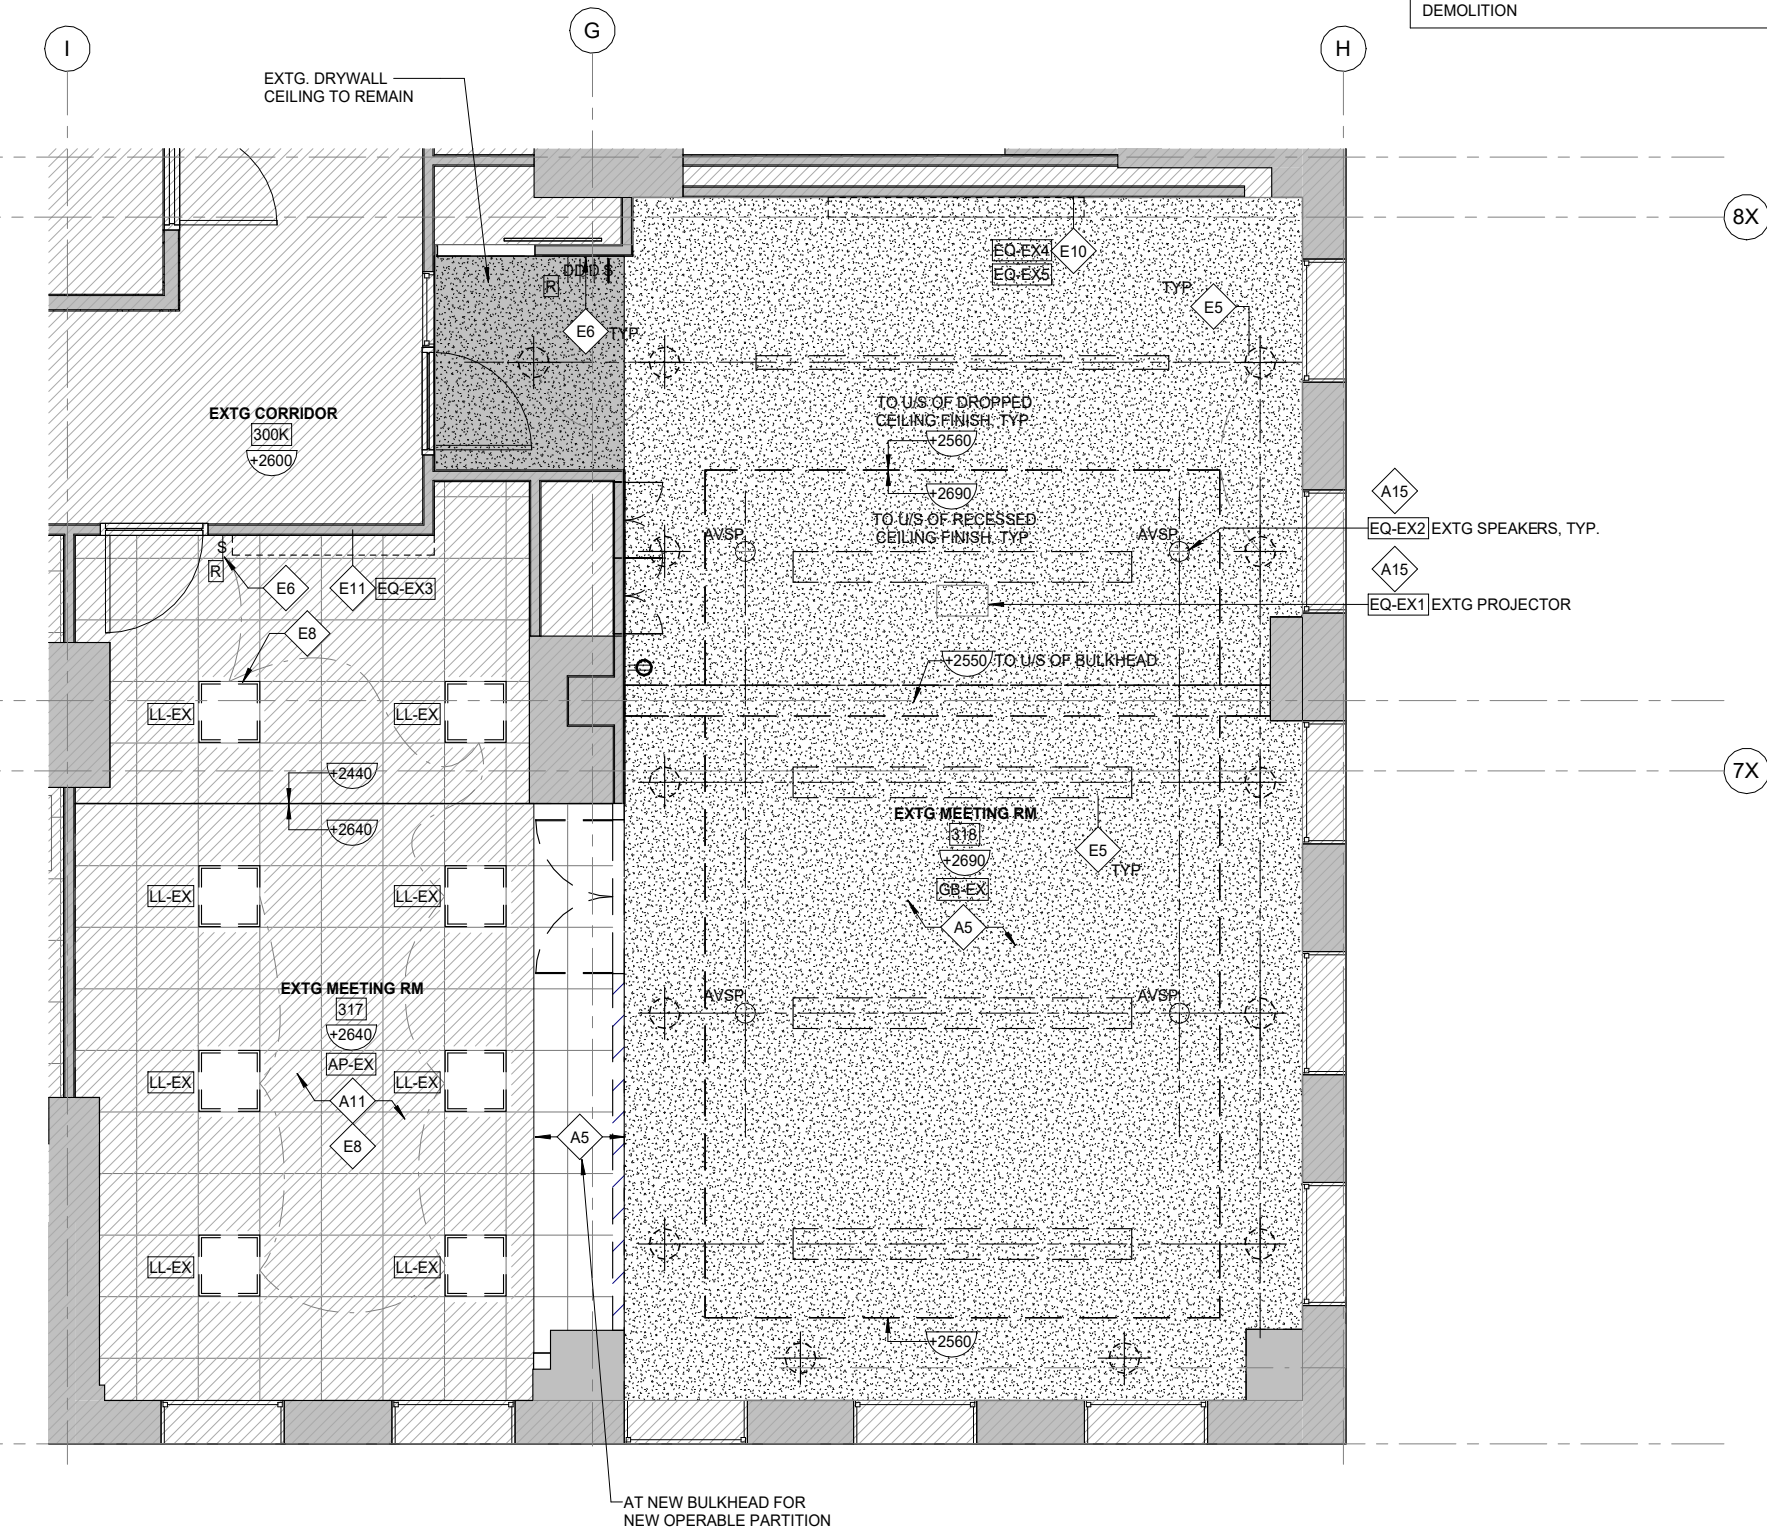 DEMOLITION
I
G
H
EXTG. DRYWALL
CEILING TO REMAIN
8X
EQ-EX4
E10
EQ-EX5
DDD S
R
TYP
E5
E6
TYP
EXTG CORRIDOR
300K
+2600
TO U/S OF DROPPED
CEILING FINISH, TYP
+2560
+2690
TO U/S OF RECESSED
CEILING FINISH, TYP
AVSP
AVSP
A15
EQ-EX2 EXTG SPEAKERS, TYP.
A15
EQ-EX1 EXTG PROJECTOR
S
R
E6
E11
EQ-EX3
E8
+2550 TO U/S OF BULKHEAD
LL-EX
LL-EX
+2440
7X
+2640
EXTG MEETING RM
318
+2690
GB-EX
E5
TYP
A5
LL-EX
LL-EX
EXTG MEETING RM
317
+2640
AP-EX
AVSP
AVSP
LL-EX
LL-EX
A11
E8
A5
LL-EX
LL-EX
+2560
AT NEW BULKHEAD FOR
NEW OPERABLE PARTITION